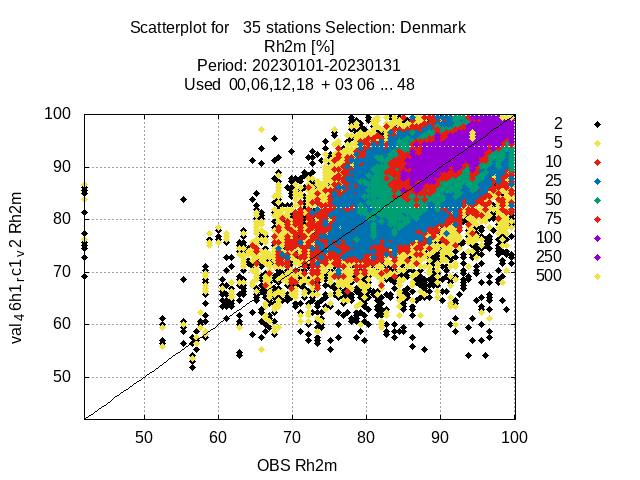 Scatterplot for 35 stations Selection: Denmark
Rh2m [%]
Period: 20230101-20230131
Used 00,06,12,18 + 03 06 ... 48
100
90
80
70
60
50
val46h1rc1v2 Rh2m
50 60 70 80 90 100
OBS Rh2m
2
5
10
25
50
75
100
250
500